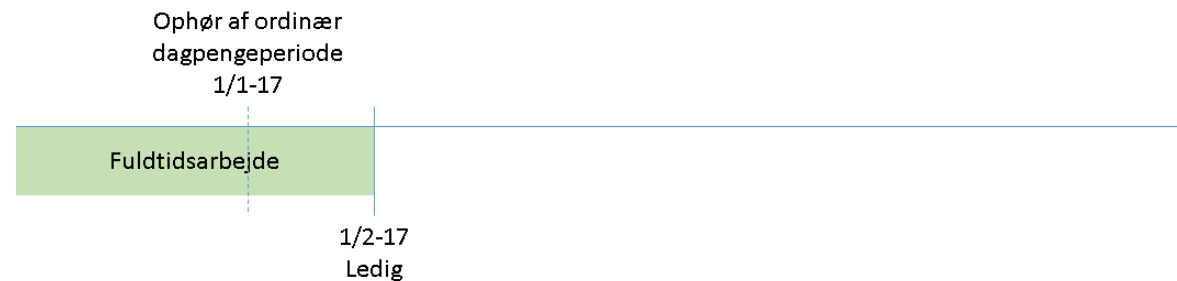 Ophør af ordinær
dagpengeperiode
1/1-17
Fuldtidsarbejde
1/2-17
Ledig